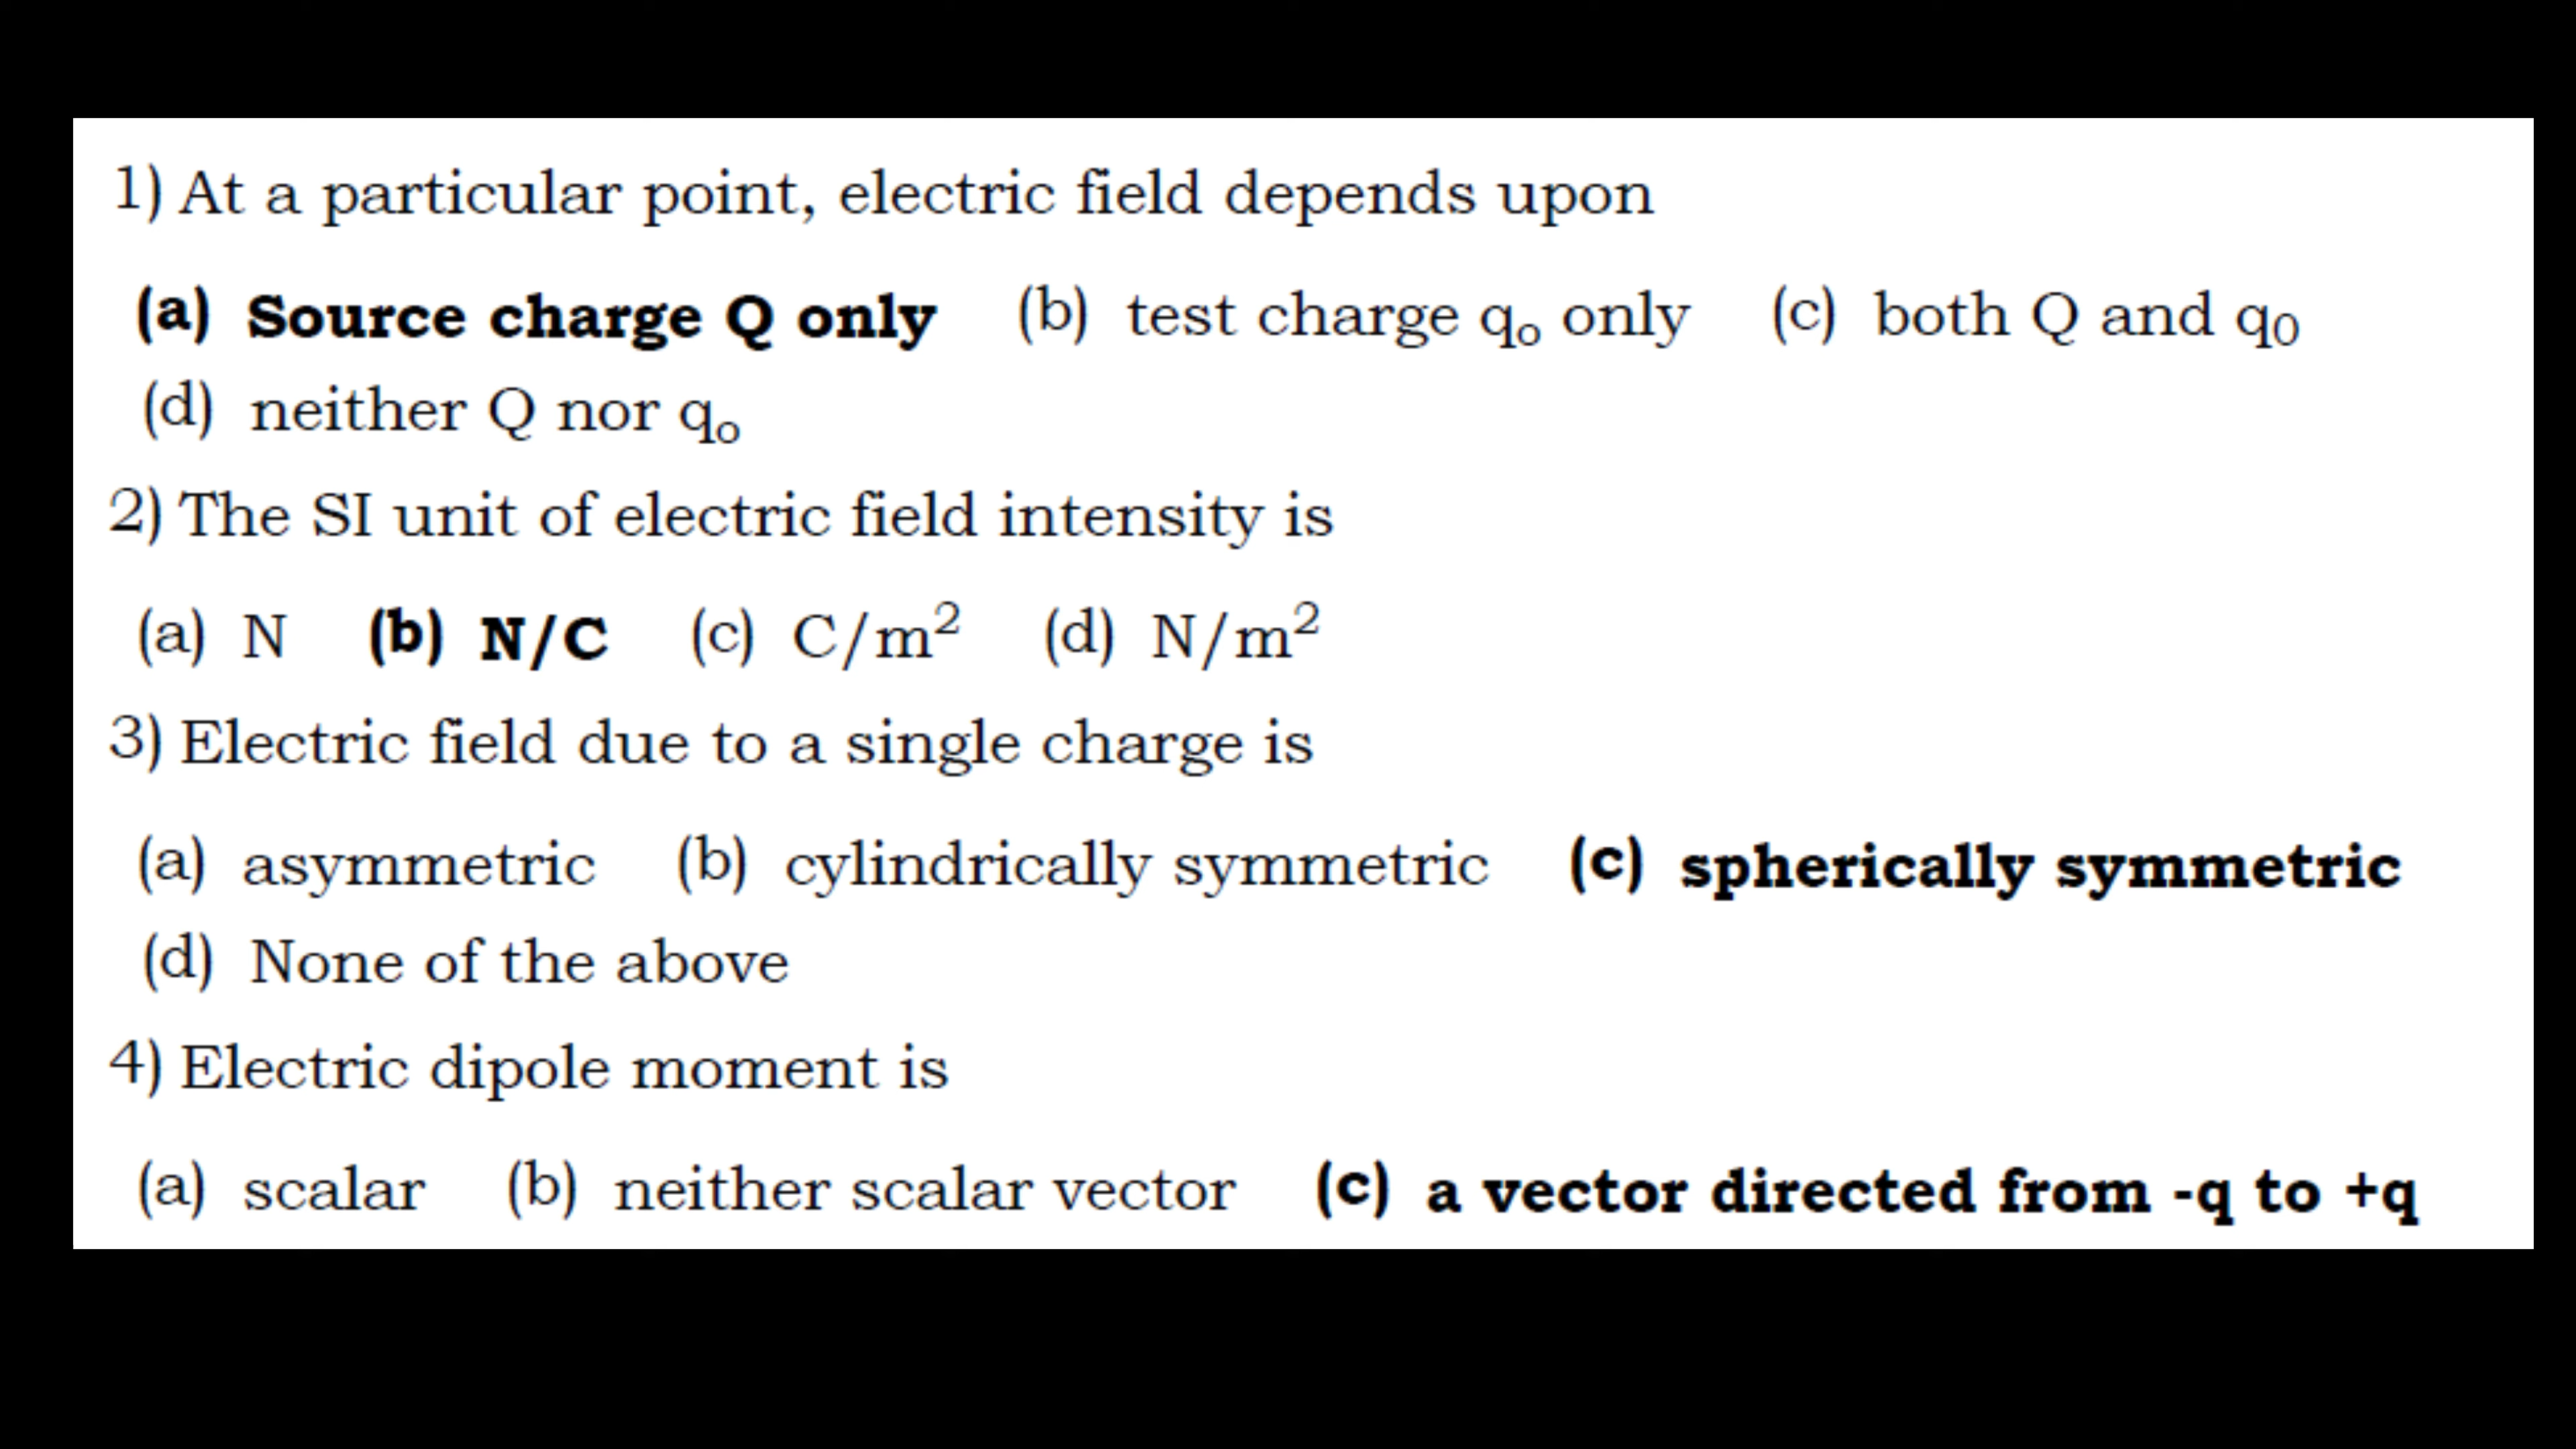 1) At a particular point, electric field depends upon
(a) Source charge Q only (b) test charge qₒ only (c) both Q and q₀
(d) neither Q nor qₒ
2) The SI unit of electric field intensity is
(a) N (b) N/C (c) C/m² (d) N/m²
3) Electric field due to a single charge is
(a) asymmetric (b) cylindrically symmetric (c) spherically symmetric
(d) None of the above
4) Electric dipole moment is
(a) scalar (b) neither scalar vector (c) a vector directed from -q to +q